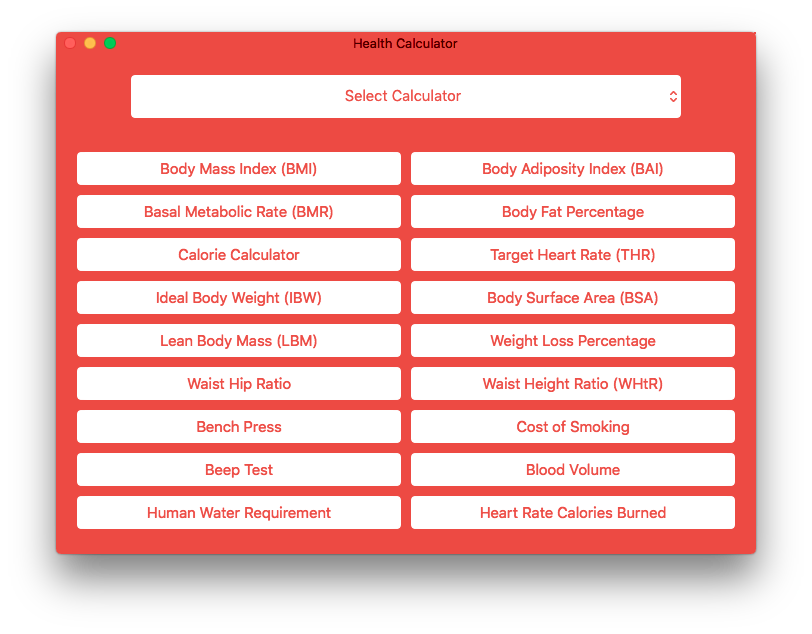 Health Calculator
Select Calculator
Body Mass Index (BMI)
Body Adiposity Index (BAI)
Basal Metabolic Rate (BMR)
Body Fat Percentage
Calorie Calculator
Target Heart Rate (THR)
Ideal Body Weight (IBW)
Body Surface Area (BSA)
Lean Body Mass (LBM)
Weight Loss Percentage
Waist Hip Ratio
Waist Height Ratio (WHtR)
Bench Press
Cost of Smoking
Beep Test
Blood Volume
Human Water Requirement
Heart Rate Calories Burned